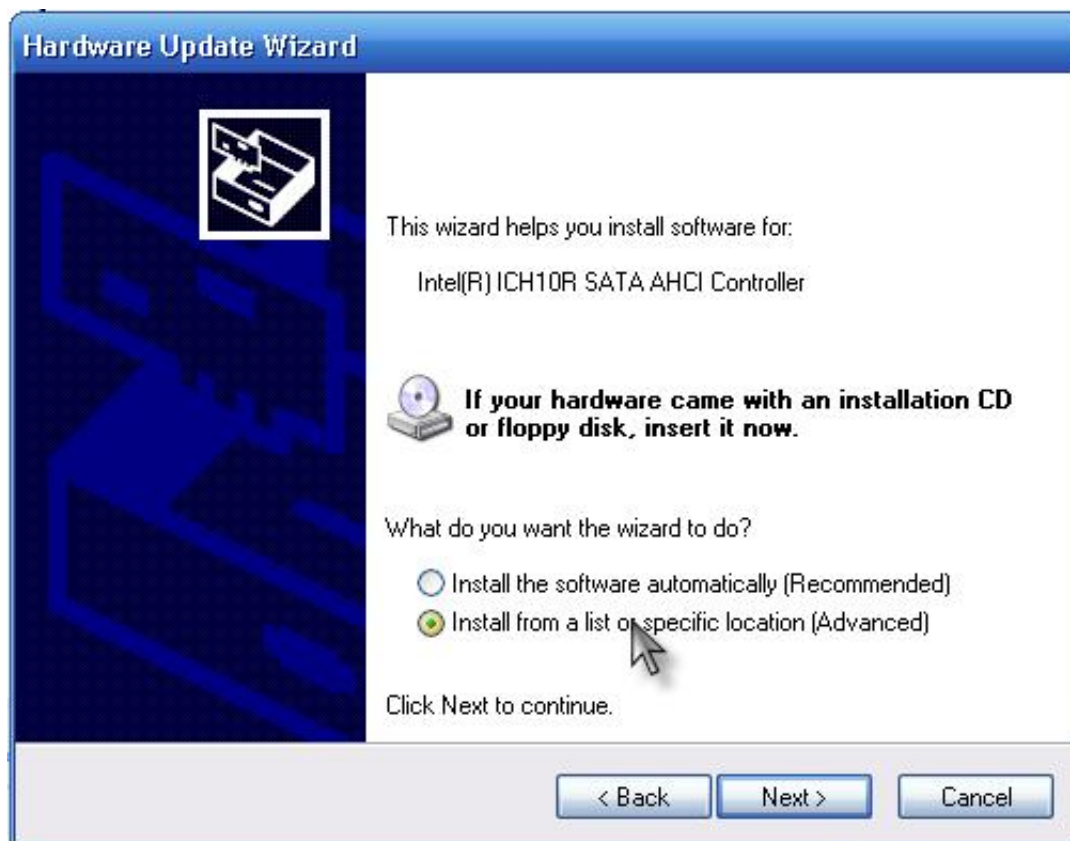 Hardware Update Wizard
This wizard helps you install software for:
Intel(R) ICH10R SATA AHCI Controller
If your hardware came with an installation CD
or floppy disk, insert it now.
What do you want the wizard to do?
Install the software automatically (Recommended)
Install from a list or specific location (Advanced)
Click Next to continue.
< Back Next > Cancel